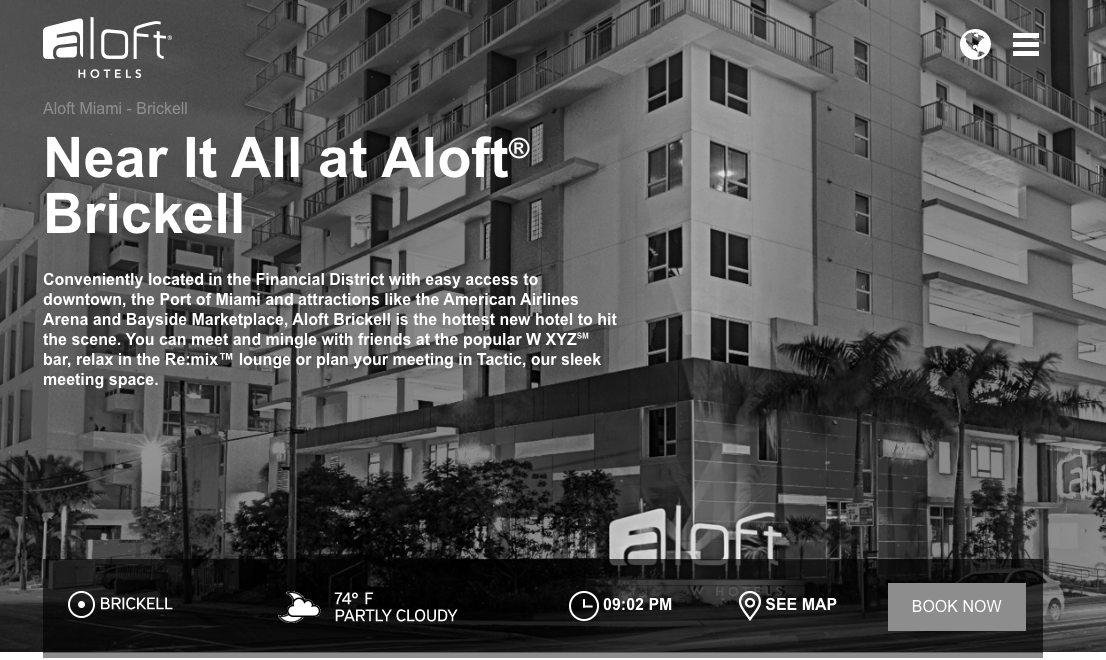 aloft®
HOTELS
Aloft Miami - Brickell
Near It All at Aloft®
Brickell
Conveniently located in the Financial District with easy access to
downtown, the Port of Miami and attractions like the American Airlines
Arena and Bayside Marketplace, Aloft Brickell is the hottest new hotel to hit
the scene. You can meet and mingle with friends at the popular W XYZ℠
bar, relax in the Re:mix™ lounge or plan your meeting in Tactic, our sleek
meeting space.
aloft
W HOTELS
BRICKELL
74° F
PARTLY CLOUDY
09:02 PM
SEE MAP
BOOK NOW